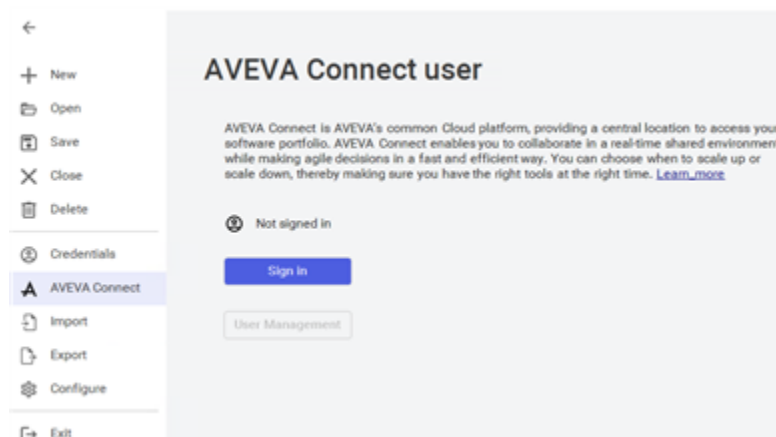 New
Open
Save
Close
Delete
Credentials
AVEVA Connect
Import
Export
Configure
Exit
AVEVA Connect user
AVEVA Connect is AVEVA's common Cloud platform, providing a central location to access your
software portfolio. AVEVA Connect enables you to collaborate in a real-time shared environment
while making agile decisions in a fast and efficient way. You can choose when to scale up or
scale down, thereby making sure you have the right tools at the right time. Learn_more
Not signed in
Sign in
User Management